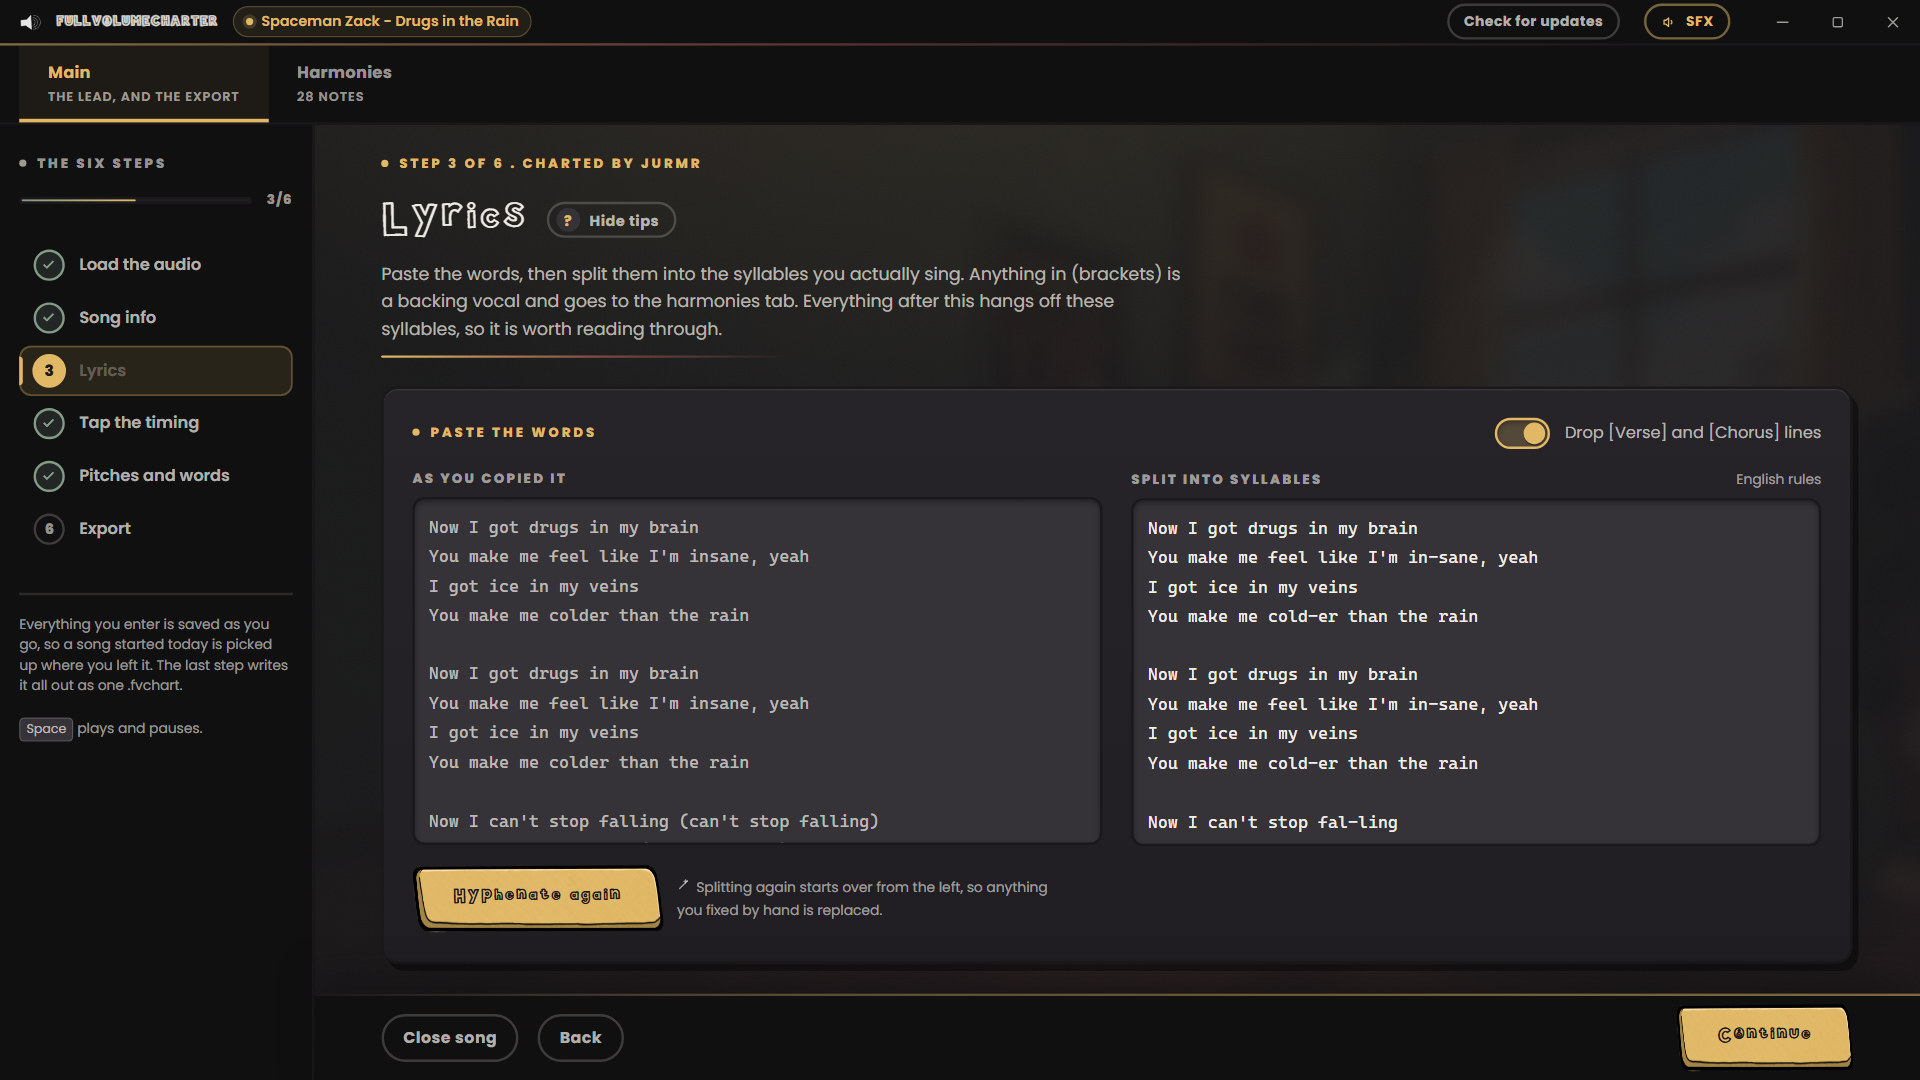 FULLVOLUMECHARTER
Spaceman Zack - Drugs in the Rain
Check for updates
SFX
Main
THE LEAD, AND THE EXPORT
Harmonies
28 NOTES
THE SIX STEPS
3/6
Load the audio
Song info
3 Lyrics
Tap the timing
Pitches and words
6 Export
Everything you enter is saved as you
go, so a song started today is picked
up where you left it. The last step writes
it all out as one .fvchart.
Space plays and pauses.
STEP 3 OF 6 . CHARTED BY JURMR
Lyrics
? Hide tips
Paste the words, then split them into the syllables you actually sing. Anything in (brackets) is
a backing vocal and goes to the harmonies tab. Everything after this hangs off these
syllables, so it is worth reading through.
PASTE THE WORDS
Drop [Verse] and [Chorus] lines
AS YOU COPIED IT
Now I got drugs in my brain
You make me feel like I'm insane, yeah
I got ice in my veins
You make me colder than the rain
Now I got drugs in my brain
You make me feel like I'm insane, yeah
I got ice in my veins
You make me colder than the rain
Now I can't stop falling (can't stop falling)
SPLIT INTO SYLLABLES
English rules
Now I got drugs in my brain
You make me feel like I'm in-sane, yeah
I got ice in my veins
You make me cold-er than the rain
Now I got drugs in my brain
You make me feel like I'm in-sane, yeah
I got ice in my veins
You make me cold-er than the rain
Now I can't stop fal-ling
Hyphenate again
Splitting again starts over from the left, so anything
you fixed by hand is replaced.
Close song
Back
Continue